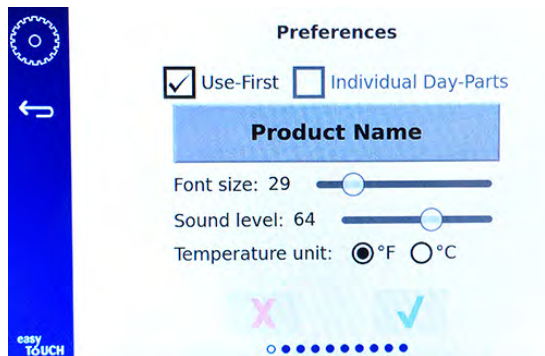 Preferences
Use-First Individual Day-Parts
Product Name
Font size: 29
Sound level: 64
Temperature unit: °F °C
easy
TOUCH